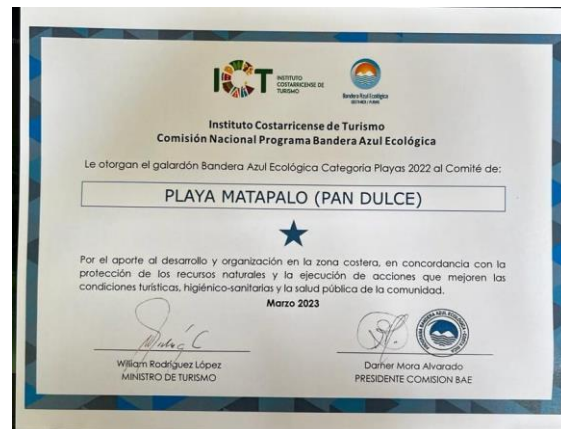 ICT INSTITUTO
COSTARRICENSE DE
TURISMO
Bandera Azul Ecológica
Instituto Costarricense de Turismo
Comisión Nacional Programa Bandera Azul Ecológica
Le otorgan el galardón Bandera Azul Ecológica Categoría Playas 2022 al Comité de:
PLAYA MATAPALO (PAN DULCE)
Por el aporte al desarrollo y organización en la zona costera, en concordancia con la
protección de los recursos naturales y la ejecución de acciones que mejoren las
condiciones turísticas, higiénico-sanitarias y la salud pública de la comunidad.
Marzo 2023
William Rodríguez López
MINISTRO DE TURISMO
Darner Mora Alvarado
PRESIDENTE COMISION BAE